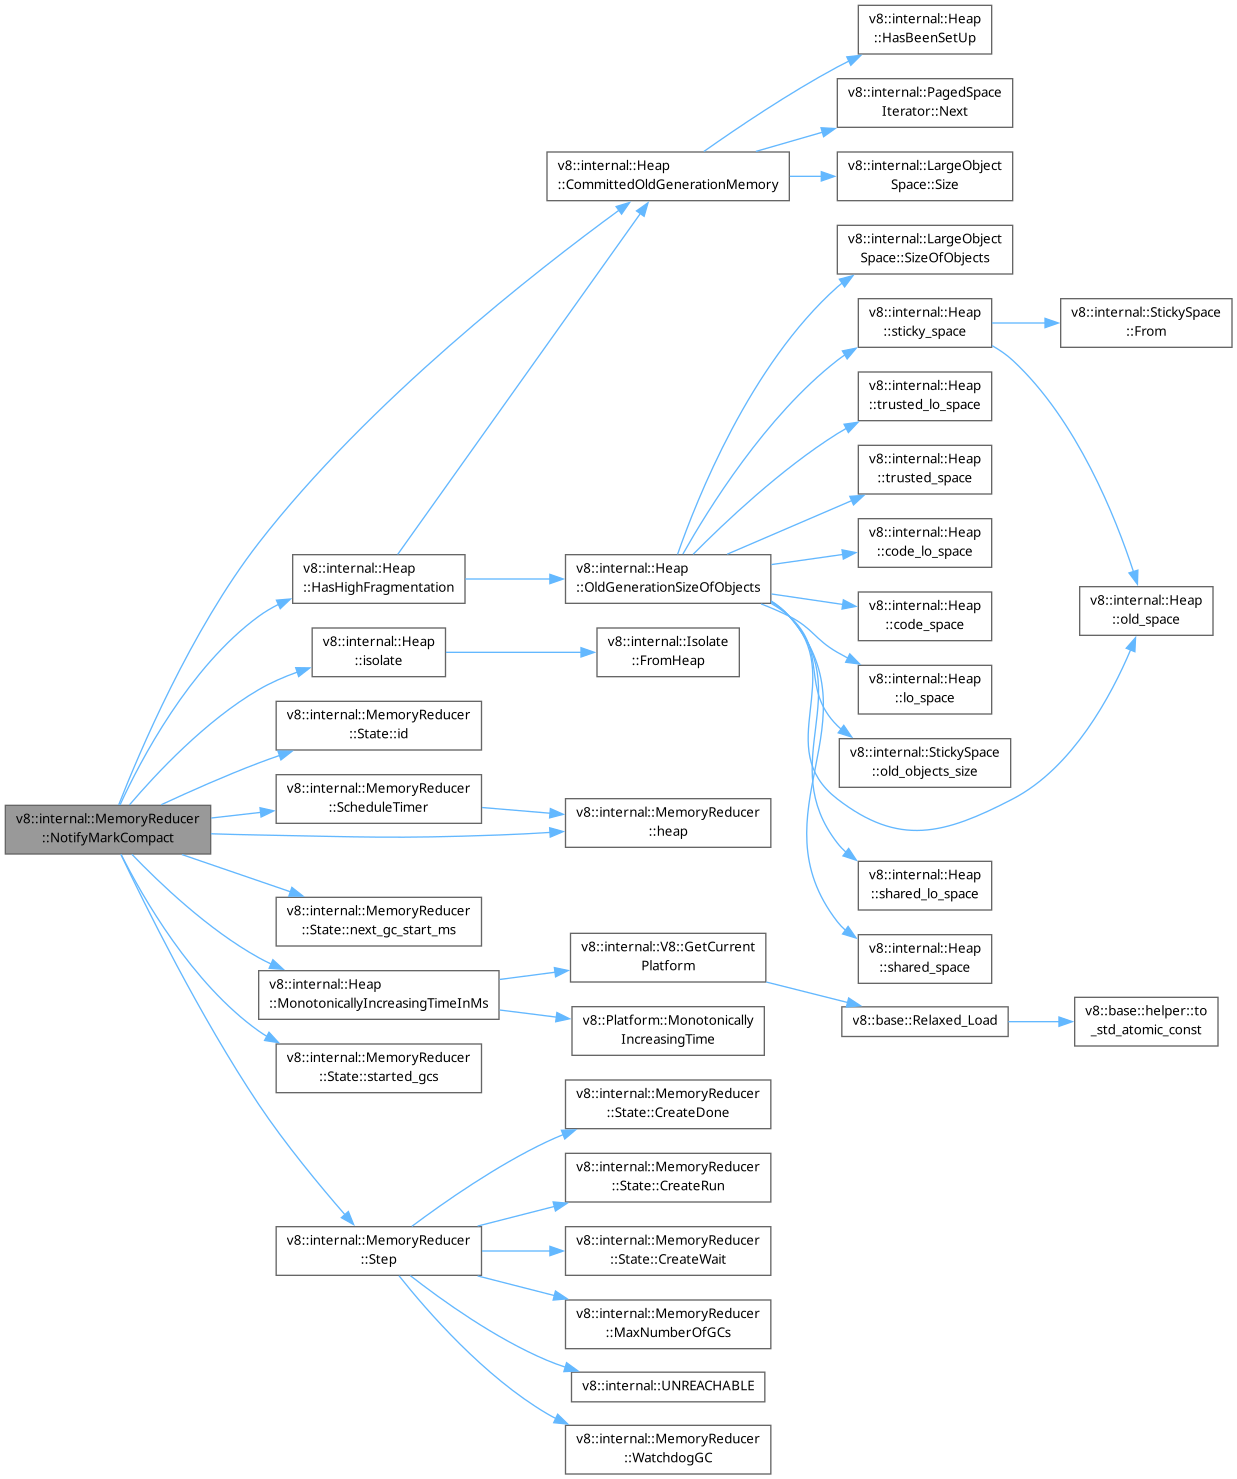 v8::internal::Heap
::HasBeenSetUp
v8::internal::PagedSpace
Iterator::Next
v8::internal::Heap
::CommittedOldGenerationMemory
v8::internal::LargeObject
Space::Size
v8::internal::LargeObject
Space::SizeOfObjects
v8::internal::Heap
::sticky_space
v8::internal::StickySpace
::From
v8::internal::Heap
::trusted_lo_space
v8::internal::Heap
::trusted_space
v8::internal::Heap
::code_lo_space
v8::internal::Heap
::HasHighFragmentation
v8::internal::Heap
::OldGenerationSizeOfObjects
v8::internal::Heap
::code_space
v8::internal::Heap
::old_space
v8::internal::Heap
::isolate
v8::internal::Isolate
::FromHeap
v8::internal::Heap
::lo_space
v8::internal::MemoryReducer
::State::id
v8::internal::StickySpace
::old_objects_size
v8::internal::MemoryReducer
::ScheduleTimer
v8::internal::MemoryReducer
::heap
v8::internal::MemoryReducer
::NotifyMarkCompact
v8::internal::Heap
::shared_lo_space
v8::internal::MemoryReducer
::State::next_gc_start_ms
v8::internal::Heap
::shared_space
v8::internal::V8::GetCurrent
Platform
v8::internal::Heap
::MonotonicallyIncreasingTimeInMs
v8::base::Relaxed_Load
v8::base::helper::to
_std_atomic_const
v8::Platform::Monotonically
IncreasingTime
v8::internal::MemoryReducer
::State::started_gcs
v8::internal::MemoryReducer
::State::CreateDone
v8::internal::MemoryReducer
::State::CreateRun
v8::internal::MemoryReducer
::Step
v8::internal::MemoryReducer
::State::CreateWait
v8::internal::MemoryReducer
::MaxNumberOfGCs
v8::internal::UNREACHABLE
v8::internal::MemoryReducer
::WatchdogGC